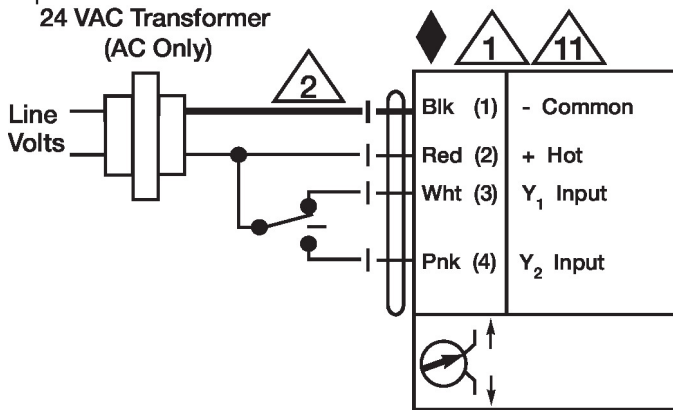 24 VAC Transformer
(AC Only)
1
11
2
Line
Volts
Blk (1) - Common
Red (2) + Hot
Wht (3) Y1 Input
Pnk (4) Y2 Input